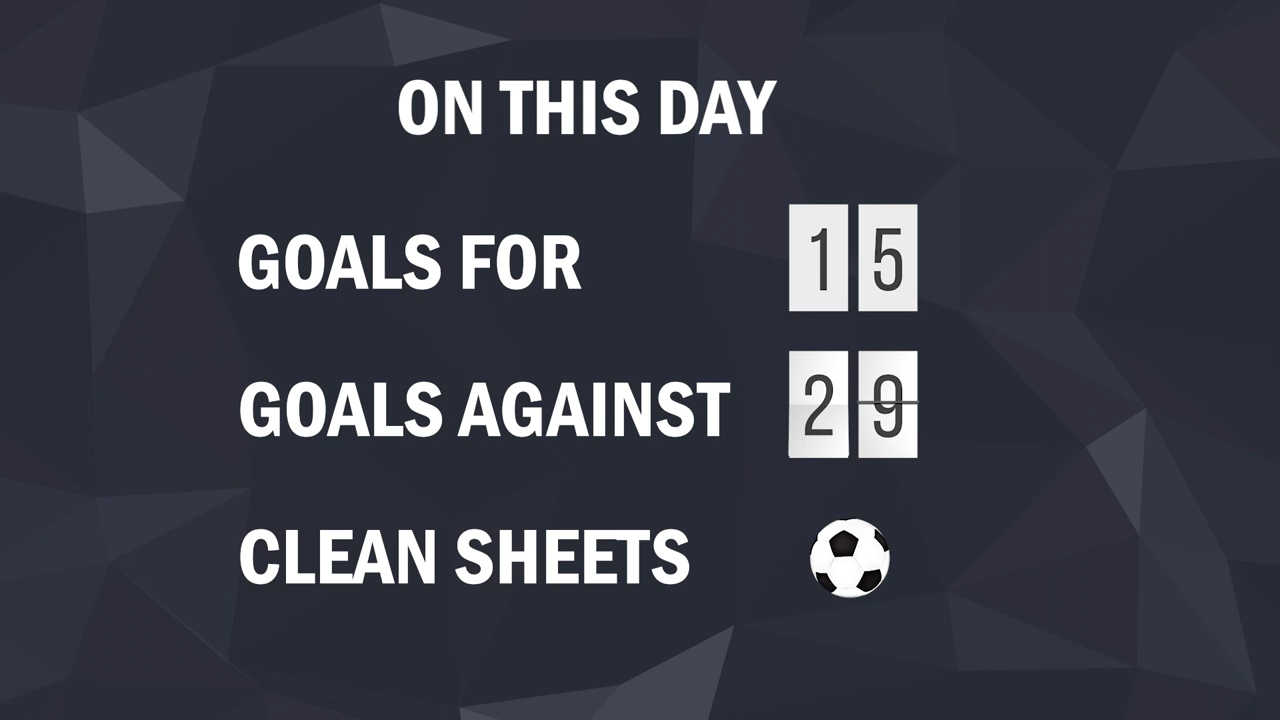 ON THIS DAY
GOALS FOR 15
GOALS AGAINST 29
CLEAN SHEETS